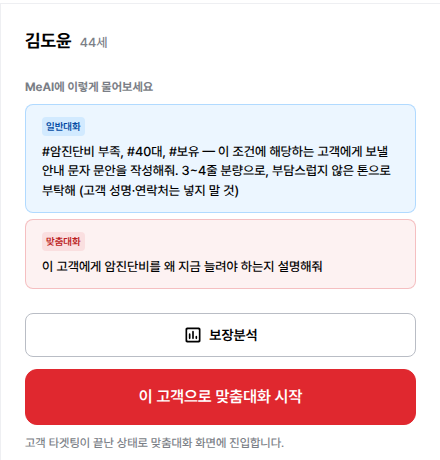 김도윤 44세
MeAI에 이렇게 물어보세요
일반대화
#암진단비 부족, #40대, #보유 — 이 조건에 해당하는 고객에게 보낼
안내 문자 문안을 작성해줘. 3~4줄 분량으로, 부담스럽지 않은 톤으로
부탁해 (고객 성명·연락처는 넣지 말 것)
맞춤대화
이 고객에게 암진단비를 왜 지금 늘려야 하는지 설명해줘
보장분석
이 고객으로 맞춤대화 시작
고객 타겟팅이 끝난 상태로 맞춤대화 화면에 진입합니다.